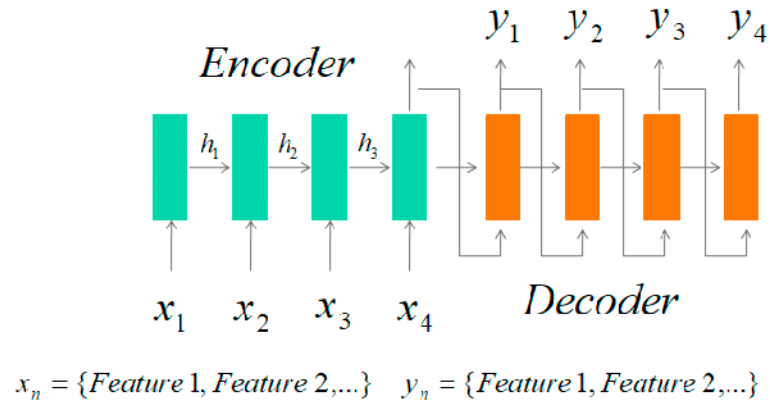 y₁ y₂ y₃ y₄
Encoder
h₁ h₂ h₃
x₁ x₂ x₃ x₄
Decoder
xₙ = {Feature 1, Feature 2,...} yₙ = {Feature 1, Feature 2,...}